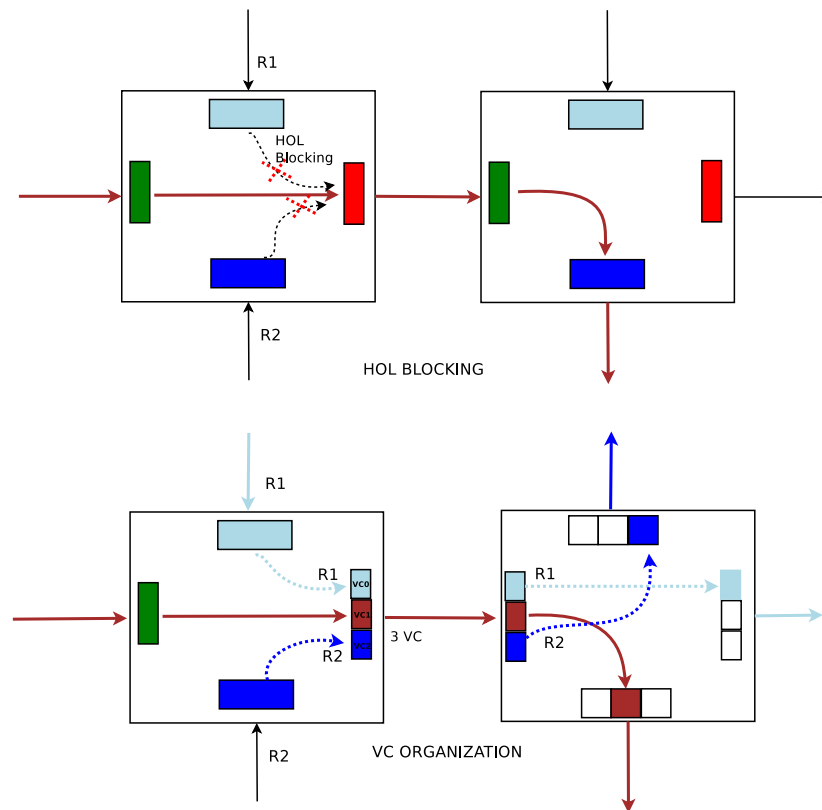 R1
HOL
Blocking
R2
HOL BLOCKING
R1
R1
VC0
VC1
3 VC
R2
VC2
R2
R1
R2
VC ORGANIZATION